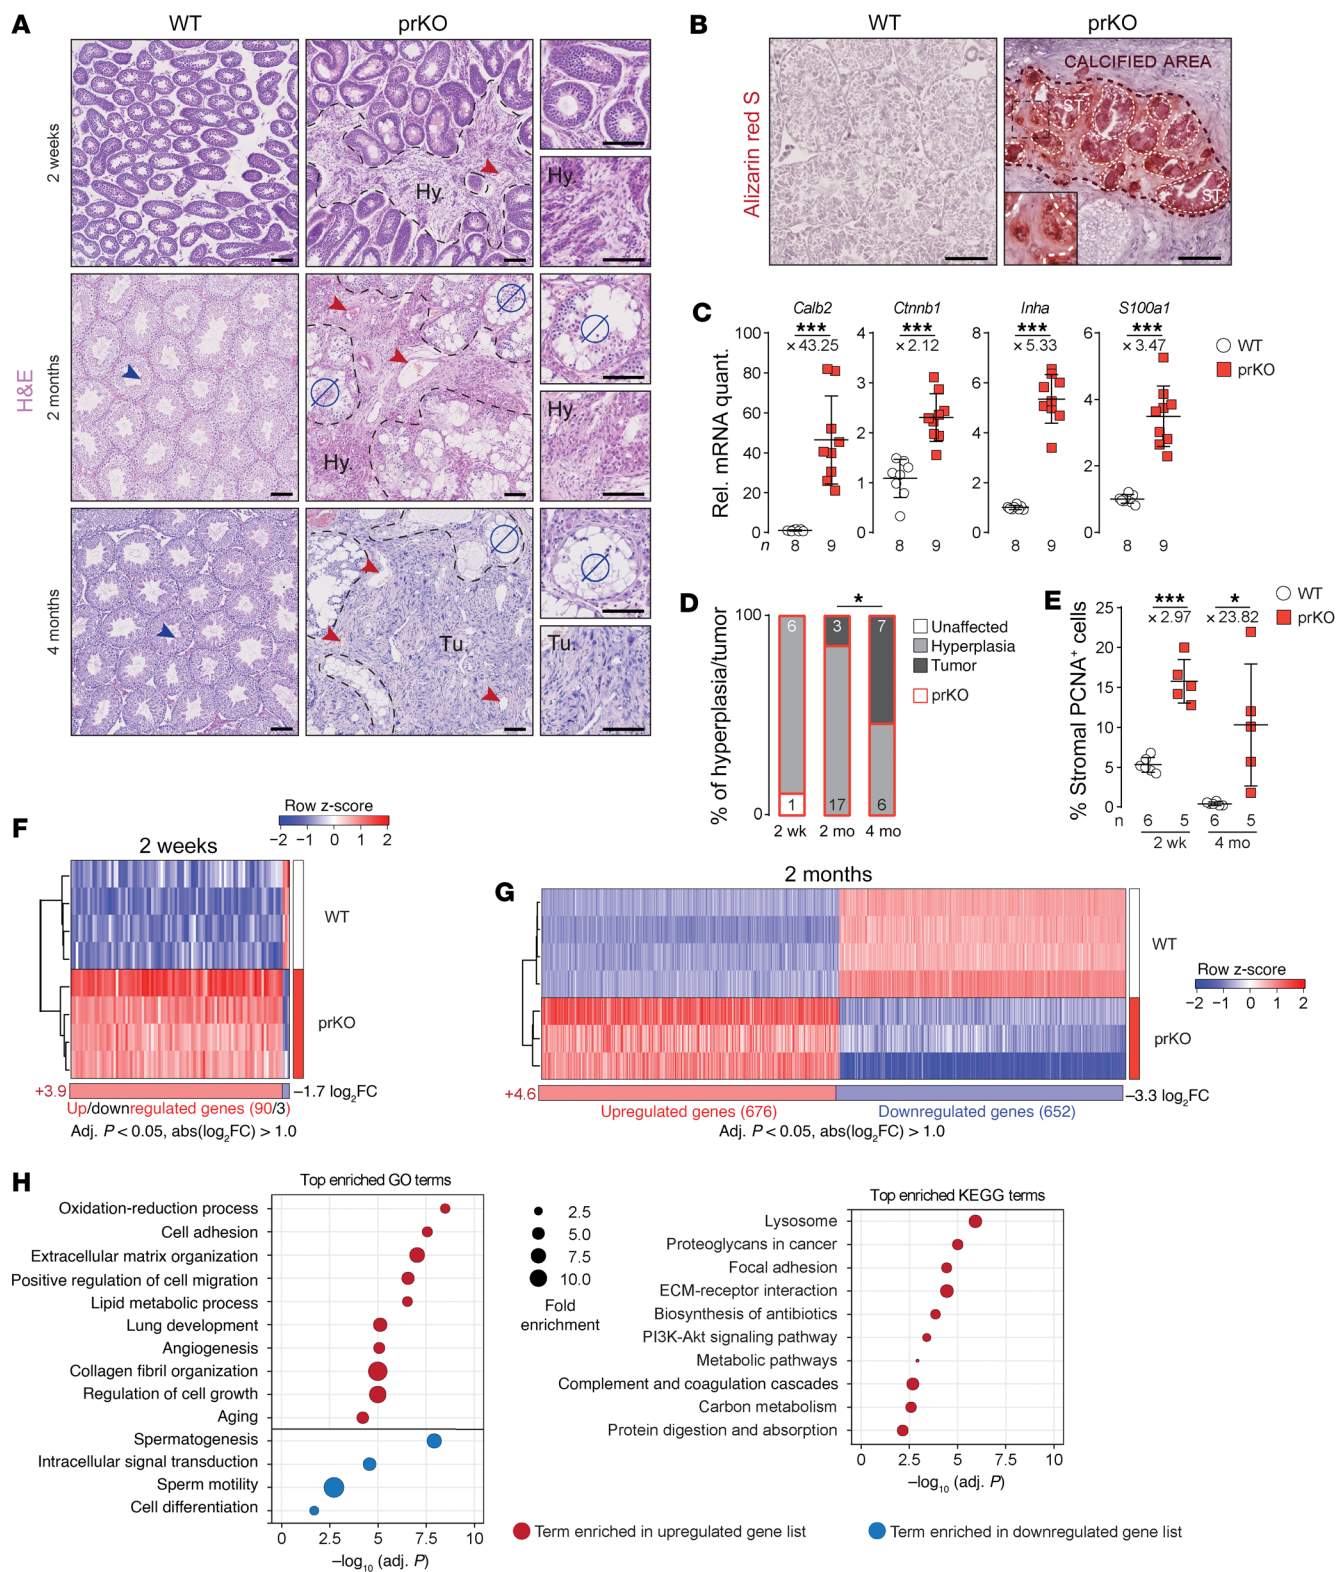 A
WT
prKO
H&E
2 weeks
Hy.
Hy.
2 months
Hy.
Hy.
4 months
Tu.
Tu.
B
WT
prKO
Alizarin red S
CALCIFIED AREA
ST
ST
C
Rel. mRNA quant.
Calb2
***
×43.25
100
80
60
40
20
0
n
8
9
Ctnnb1
***
×2.12
4
3
2
1
0
8
9
Inha
***
×5.33
8
6
4
2
0
8
9
S100a1
***
×3.47
6
4
2
0
8
9
WT
prKO
D
% of hyperplasia/tumor
100
0
*
6
3
7
1
17
6
2 wk
2 mo
4 mo
Unaffected
Hyperplasia
Tumor
prKO
E
% Stromal PCNA+ cells
25
20
15
10
5
0
***
×2.97
*
×23.82
WT
prKO
n
6
5
6
5
2 wk
4 mo
F
Row z-score
−2
−1
0
1
2
2 weeks
WT
prKO
+3.9
−1.7 log2FC
Up/downregulated genes (90/3)
Adj. P < 0.05, abs(log2FC) > 1.0
G
2 months
WT
prKO
Row z-score
−2
−1
0
1
2
+4.6
−3.3 log2FC
Upregulated genes (676)
Downregulated genes (652)
Adj. P < 0.05, abs(log2FC) > 1.0
H
Top enriched GO terms
Oxidation-reduction process
Cell adhesion
Extracellular matrix organization
Positive regulation of cell migration
Lipid metabolic process
Lung development
Angiogenesis
Collagen fibril organization
Regulation of cell growth
Aging
Spermatogenesis
Intracellular signal transduction
Sperm motility
Cell differentiation
0
2.5
5
7.5
10
−log10 (adj. P)
2.5
5.0
7.5
10.0
Fold
enrichment
Top enriched KEGG terms
Lysosome
Proteoglycans in cancer
Focal adhesion
ECM-receptor interaction
Biosynthesis of antibiotics
PI3K-Akt signaling pathway
Metabolic pathways
Complement and coagulation cascades
Carbon metabolism
Protein digestion and absorption
0
2.5
5
7.5
10
−log10 (adj. P)
Term enriched in upregulated gene list
Term enriched in downregulated gene list